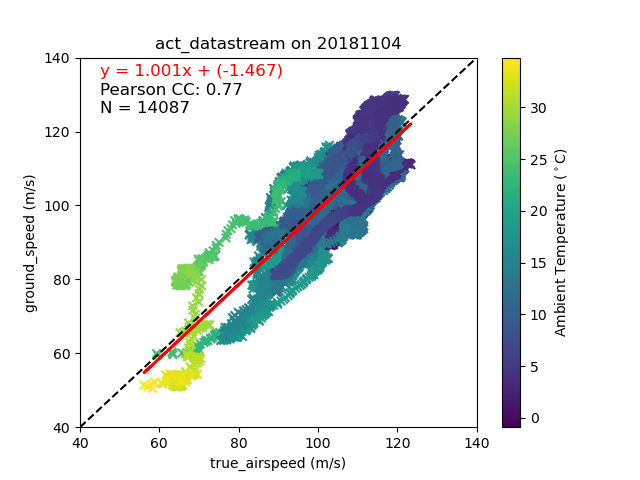 act_datastream on 20181104
y = 1.001x + (-1.467)
Pearson CC: 0.77
N = 14087
140
120
100
80
60
40
ground_speed (m/s)
40 60 80 100 120 140
true_airspeed (m/s)
30
25
20
15
10
5
0
Ambient Temperature ( °C)